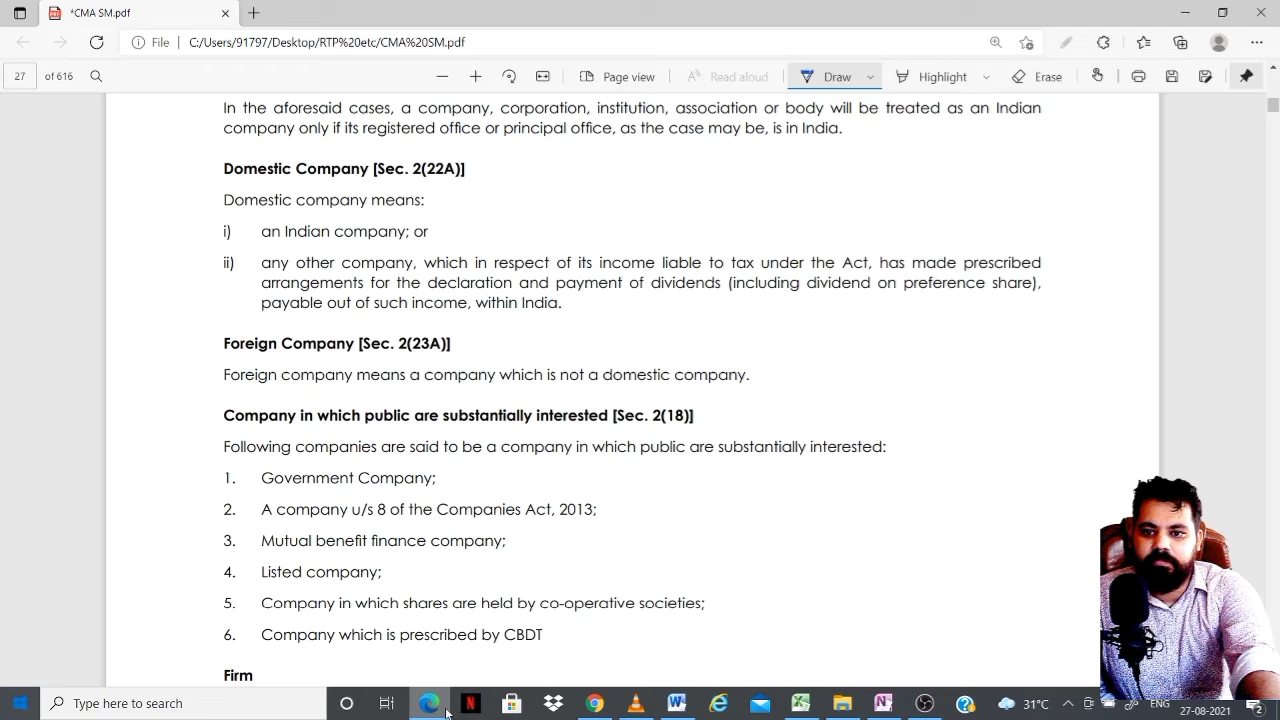 *CMA SM.pdf
File | C:/Users/91797/Desktop/RTP%20etc/CMA%20SM.pdf
27 of 616 Page view Read aloud Draw Highlight Erase
In the aforesaid cases, a company, corporation, institution, association or body will be treated as an Indian
company only if its registered office or principal office, as the case may be, is in India.
Domestic Company [Sec. 2(22A)]
Domestic company means:
i) an Indian company; or
ii) any other company, which in respect of its income liable to tax under the Act, has made prescribed
arrangements for the declaration and payment of dividends (including dividend on preference share),
payable out of such income, within India.
Foreign Company [Sec. 2(23A)]
Foreign company means a company which is not a domestic company.
Company in which public are substantially interested [Sec. 2(18)]
Following companies are said to be a company in which public are substantially interested:
1. Government Company;
2. A company u/s 8 of the Companies Act, 2013;
3. Mutual benefit finance company;
4. Listed company;
5. Company in which shares are held by co-operative societies;
6. Company which is prescribed by CBDT
Firm
Type here to search 31°C ENG 27-08-2021